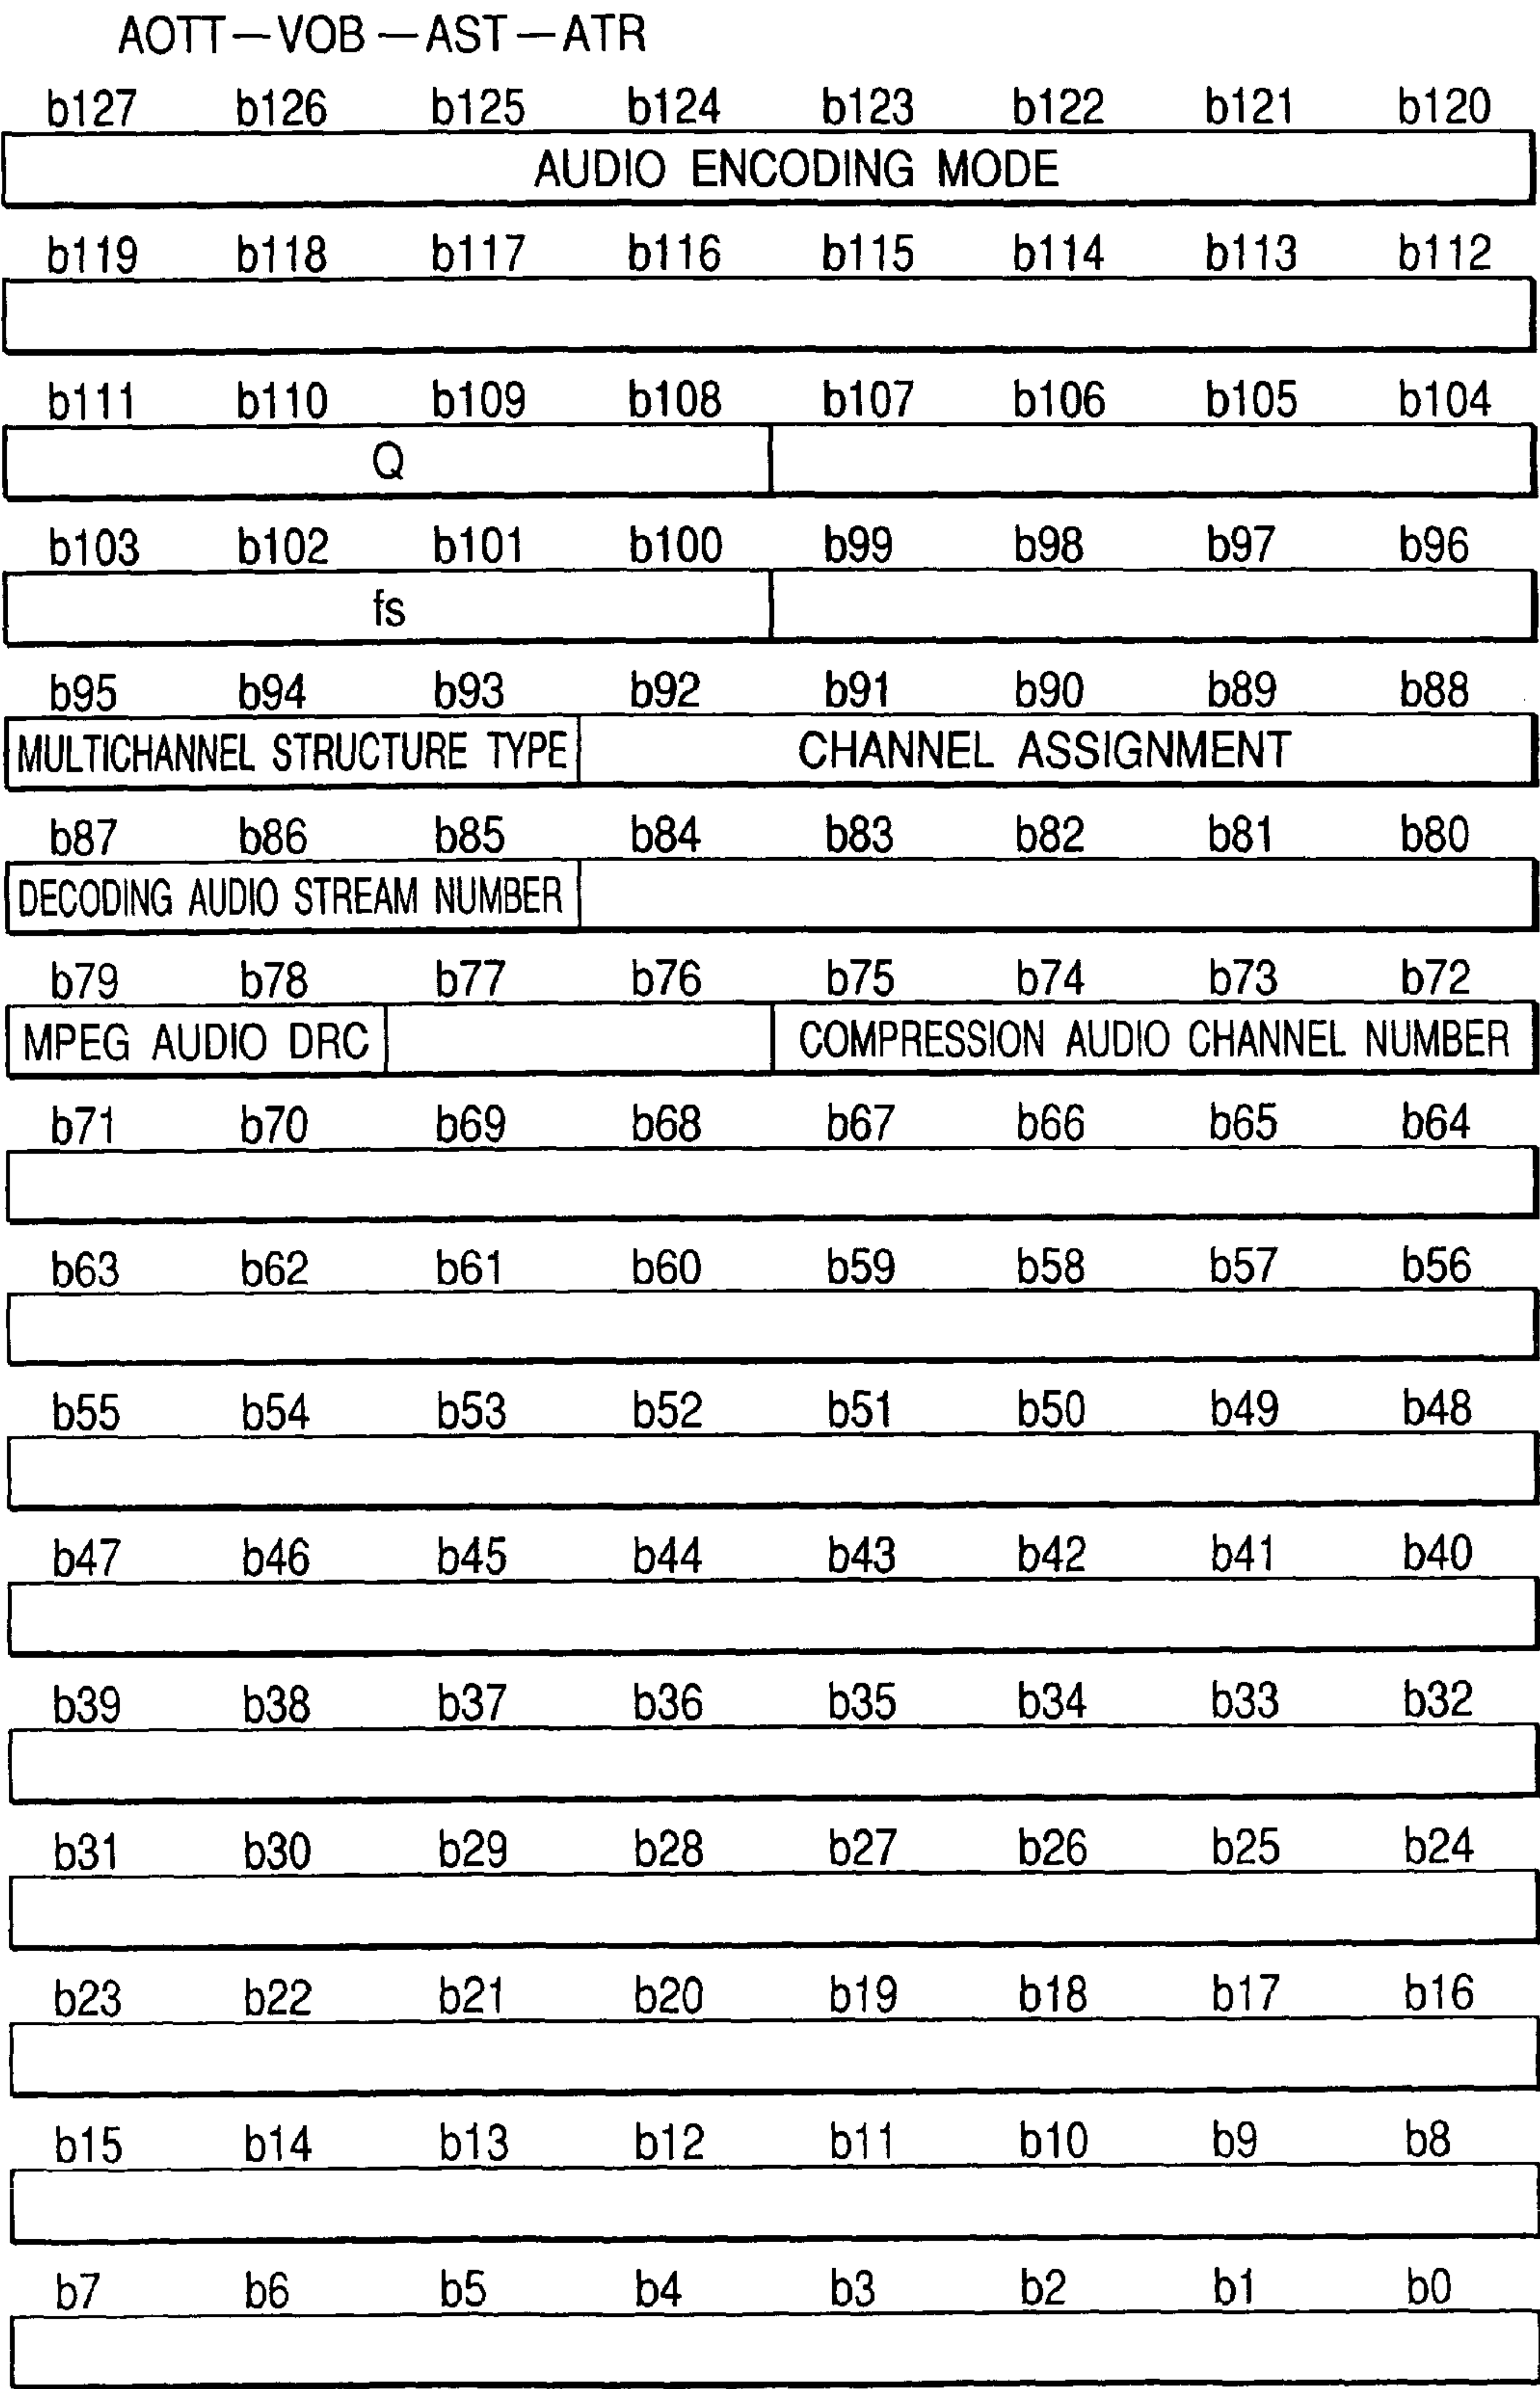 AOTT—VOB—AST—ATR
b127 b126 b125 b124 b123 b122 b121 b120
AUDIO ENCODING MODE
b119 b118 b117 b116 b115 b114 b113 b112
b111 b110 b109 b108 b107 b106 b105 b104
Q
b103 b102 b101 b100 b99 b98 b97 b96
fs
b95 b94 b93 b92 b91 b90 b89 b88
MULTICHANNEL STRUCTURE TYPE CHANNEL ASSIGNMENT
b87 b86 b85 b84 b83 b82 b81 b80
DECODING AUDIO STREAM NUMBER
b79 b78 b77 b76 b75 b74 b73 b72
MPEG AUDIO DRC COMPRESSION AUDIO CHANNEL NUMBER
b71 b70 b69 b68 b67 b66 b65 b64
b63 b62 b61 b60 b59 b58 b57 b56
b55 b54 b53 b52 b51 b50 b49 b48
b47 b46 b45 b44 b43 b42 b41 b40
b39 b38 b37 b36 b35 b34 b33 b32
b31 b30 b29 b28 b27 b26 b25 b24
b23 b22 b21 b20 b19 b18 b17 b16
b15 b14 b13 b12 b11 b10 b9 b8
b7 b6 b5 b4 b3 b2 b1 b0